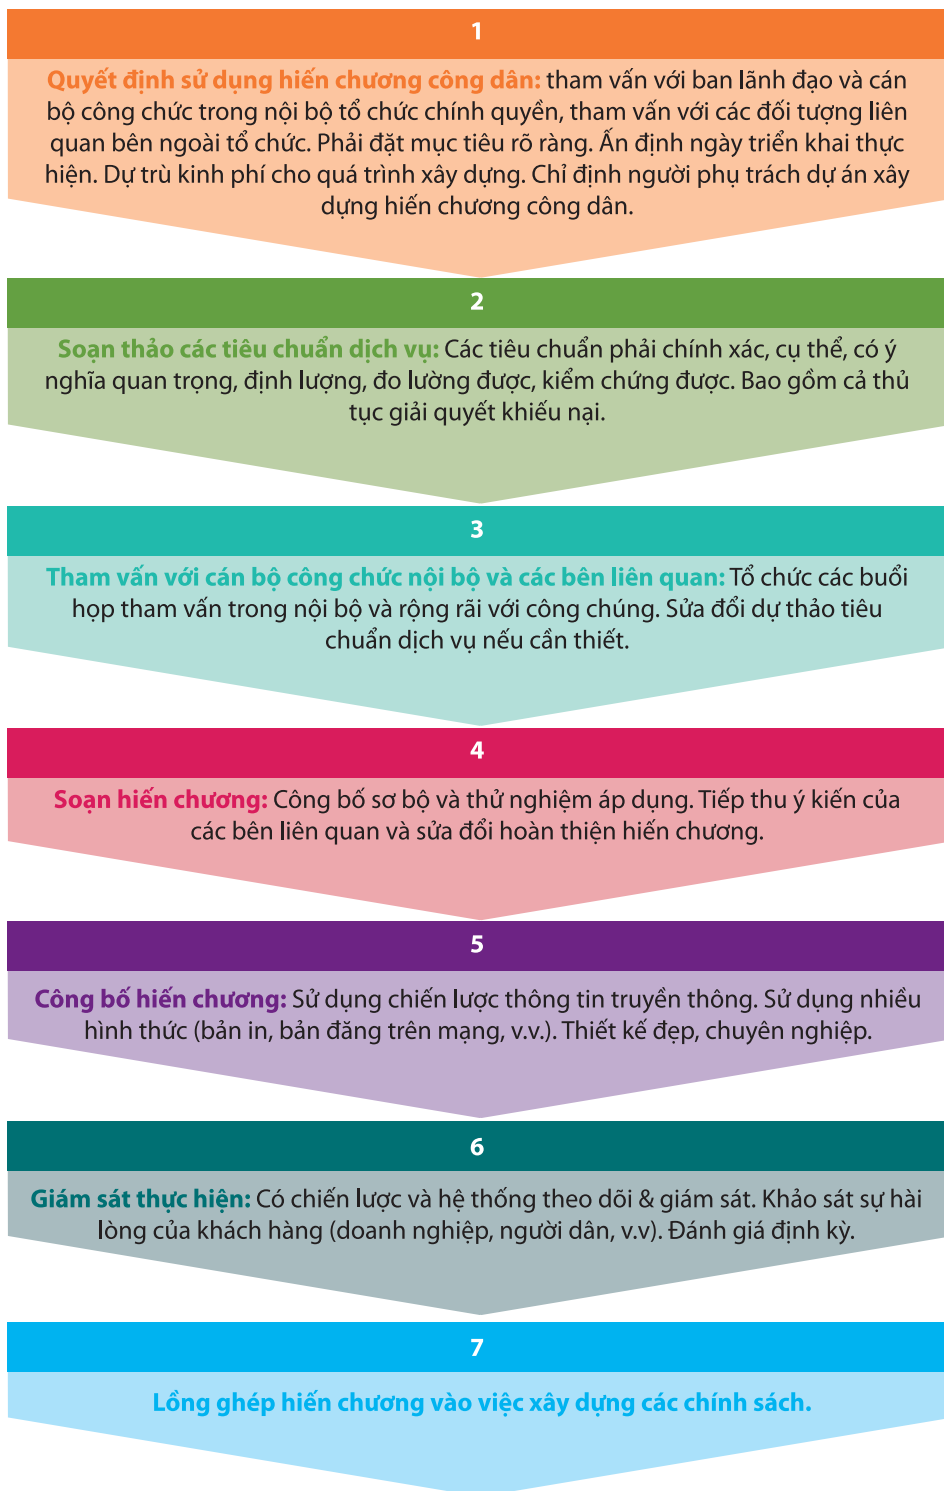 1
Quyết định sử dụng hiến chương công dân: tham vấn với ban lãnh đạo và cán
bộ công chức trong nội bộ tổ chức chính quyền, tham vấn với các đối tượng liên
quan bên ngoài tổ chức. Phải đặt mục tiêu rõ ràng. Ấn định ngày triển khai thực
hiện. Dự trù kinh phí cho quá trình xây dựng. Chỉ định người phụ trách dự án xây
dựng hiến chương công dân.
2
Soạn thảo các tiêu chuẩn dịch vụ: Các tiêu chuẩn phải chính xác, cụ thể, có ý
nghĩa quan trọng, định lượng, đo lường được, kiểm chứng được. Bao gồm cả thủ
tục giải quyết khiếu nại.
3
Tham vấn với cán bộ công chức nội bộ và các bên liên quan: Tổ chức các buổi
họp tham vấn trong nội bộ và rộng rãi với công chúng. Sửa đổi dự thảo tiêu
chuẩn dịch vụ nếu cần thiết.
4
Soạn hiến chương: Công bố sơ bộ và thử nghiệm áp dụng. Tiếp thu ý kiến của
các bên liên quan và sửa đổi hoàn thiện hiến chương.
5
Công bố hiến chương: Sử dụng chiến lược thông tin truyền thông. Sử dụng nhiều
hình thức (bản in, bản đăng trên mạng, v.v.). Thiết kế đẹp, chuyên nghiệp.
6
Giám sát thực hiện: Có chiến lược và hệ thống theo dõi & giám sát. Khảo sát sự hài
lòng của khách hàng (doanh nghiệp, người dân, v.v). Đánh giá định kỳ.
7
Lồng ghép hiến chương vào việc xây dựng các chính sách.